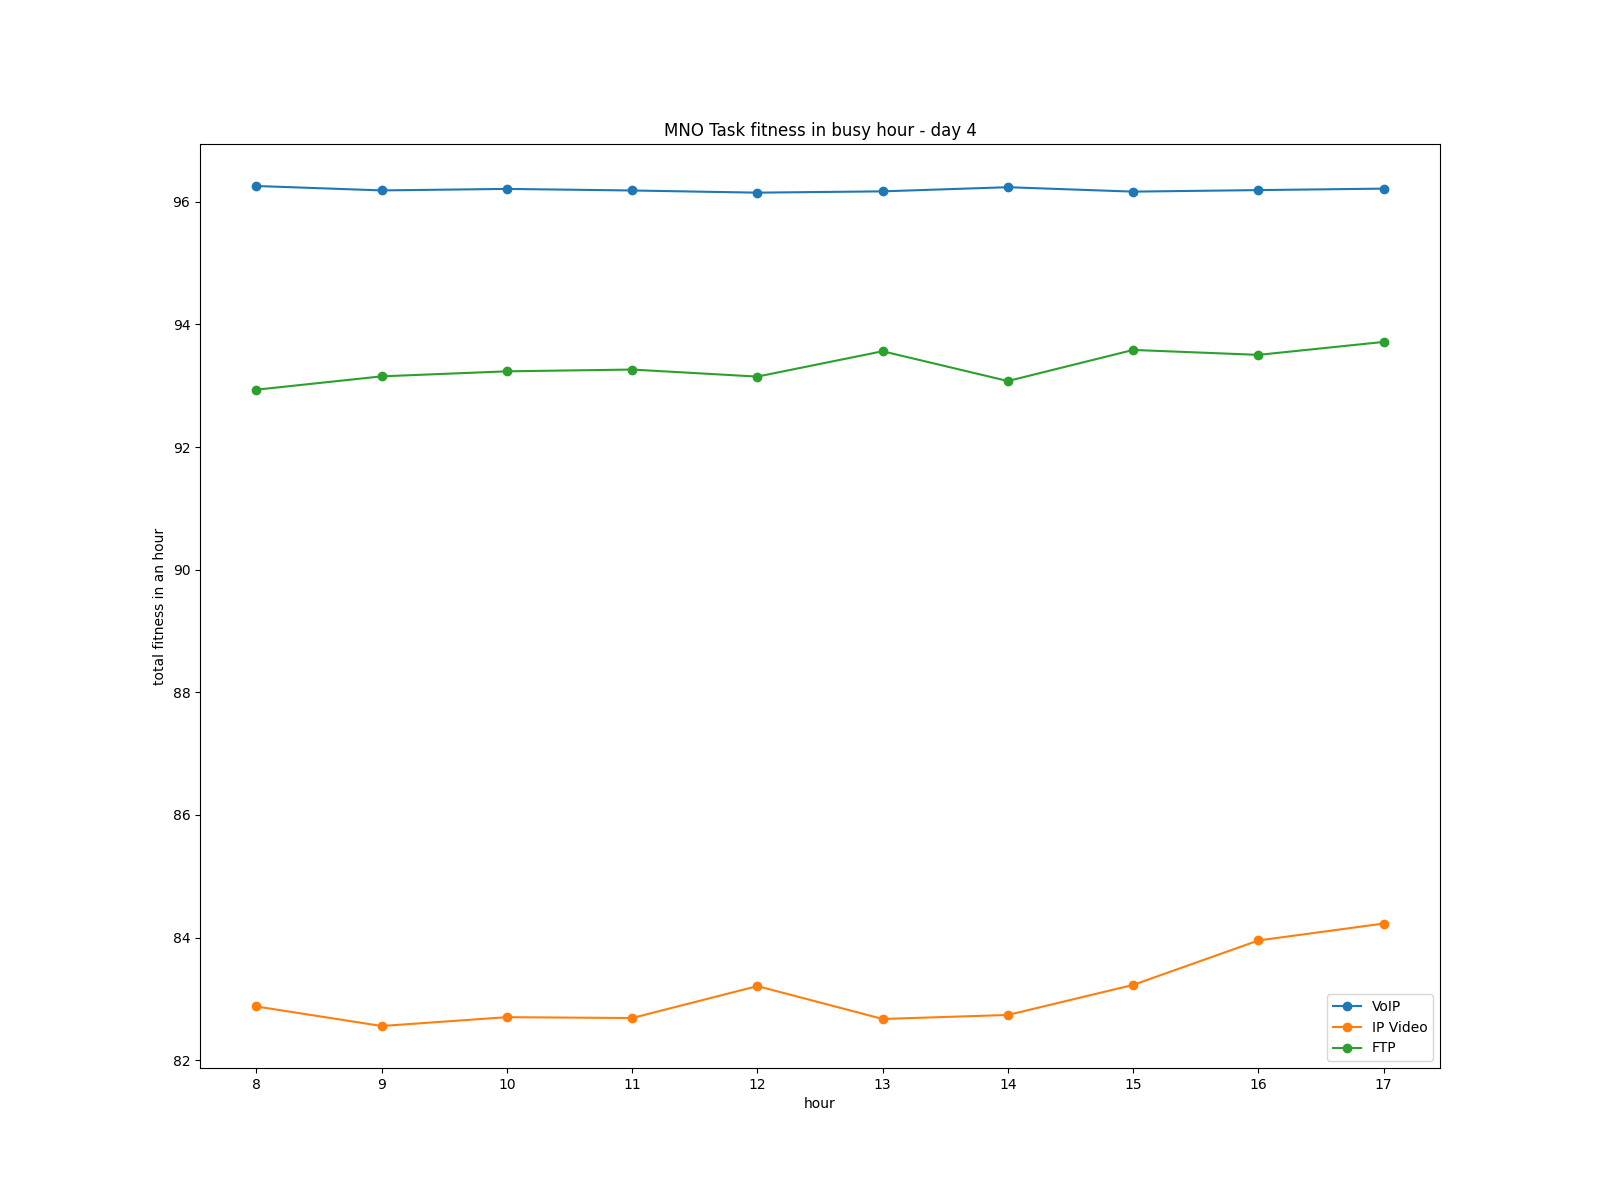 MNO Task fitness in busy hour - day 4
total fitness in an hour
96
94
92
90
88
86
84
82
8 9 10 11 12 13 14 15 16 17
hour
VoIP
IP Video
FTP